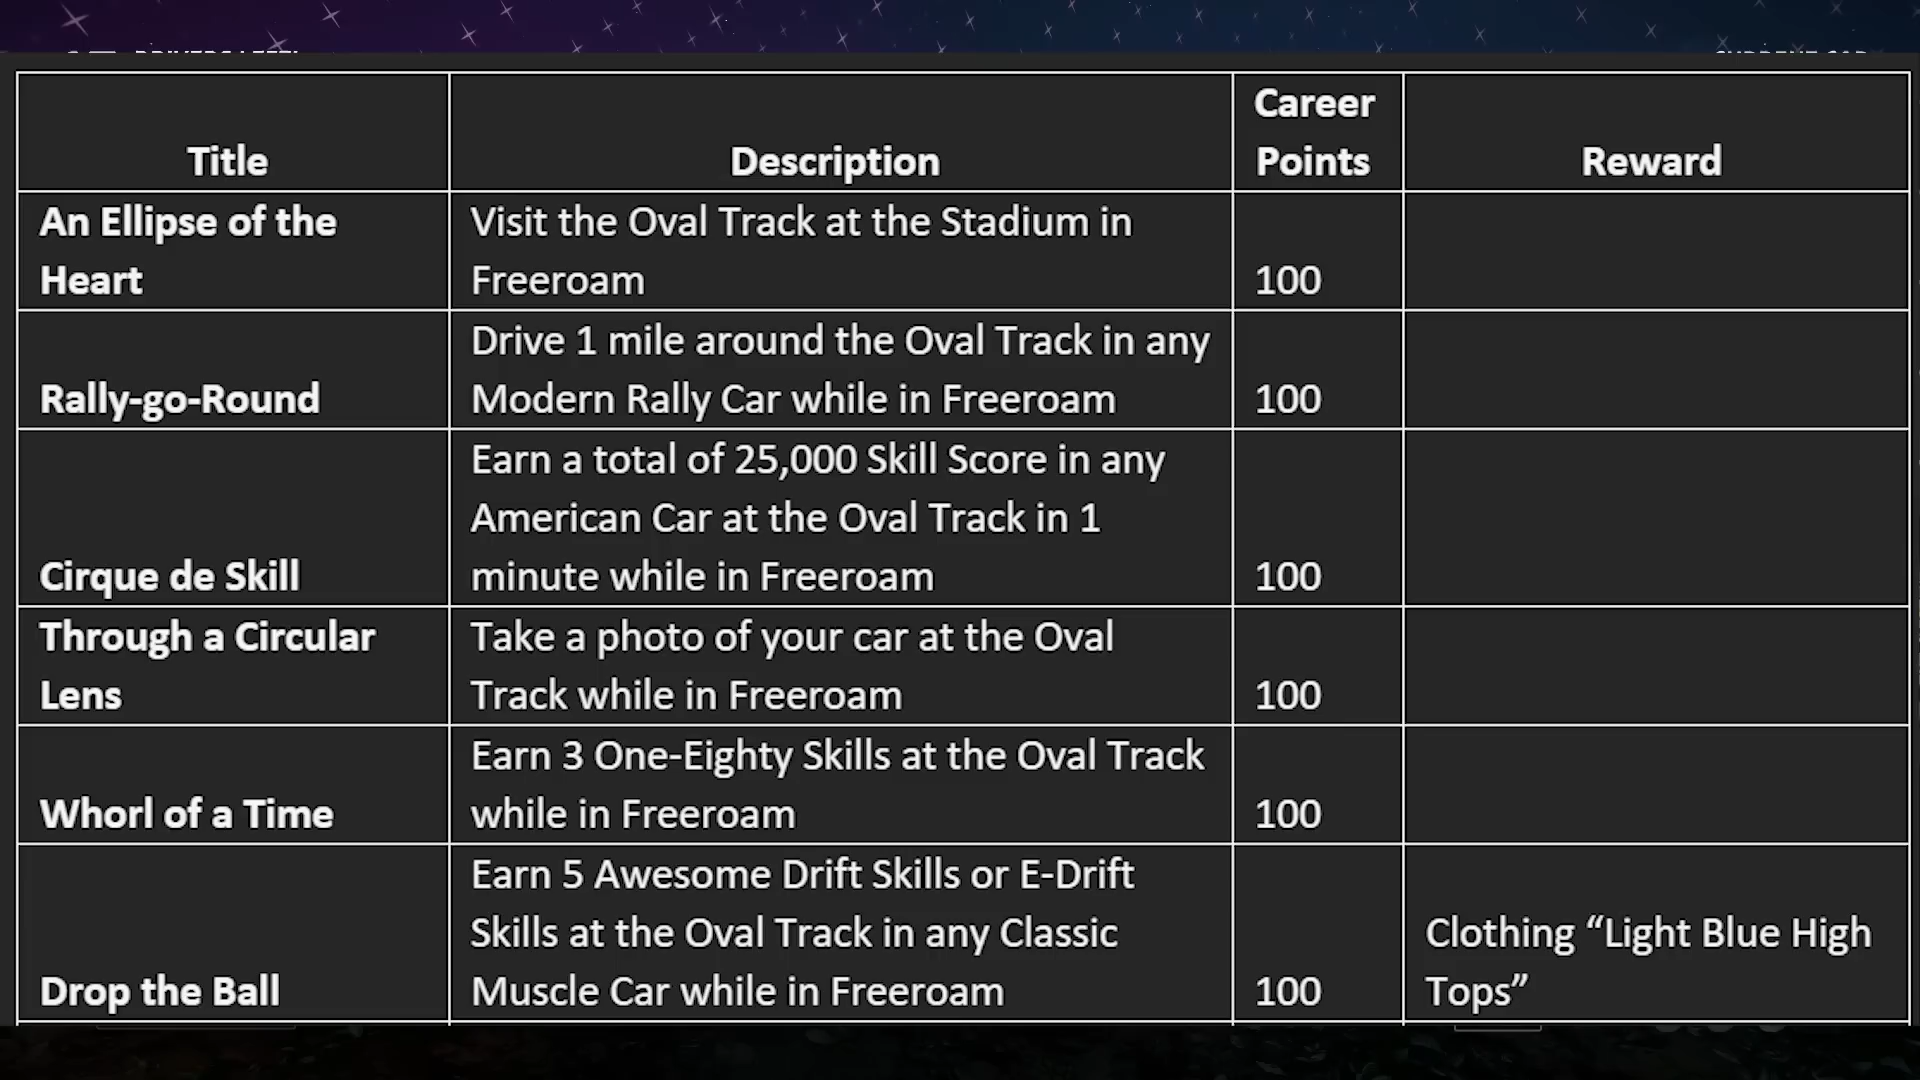 Career
Title Description Points Reward
An Ellipse of the Visit the Oval Track at the Stadium in
Heart Freeroam 100
Drive 1 mile around the Oval Track in any
Rally-go-Round Modern Rally Car while in Freeroam 100
Earn a total of 25,000 Skill Score in any
American Car at the Oval Track in 1
Cirque de Skill minute while in Freeroam 100
Through a Circular Take a photo of your car at the Oval
Lens Track while in Freeroam 100
Earn 3 One-Eighty Skills at the Oval Track
Whorl of a Time while in Freeroam 100
Earn 5 Awesome Drift Skills or E-Drift
Skills at the Oval Track in any Classic Clothing “Light Blue High
Drop the Ball Muscle Car while in Freeroam 100 Tops”